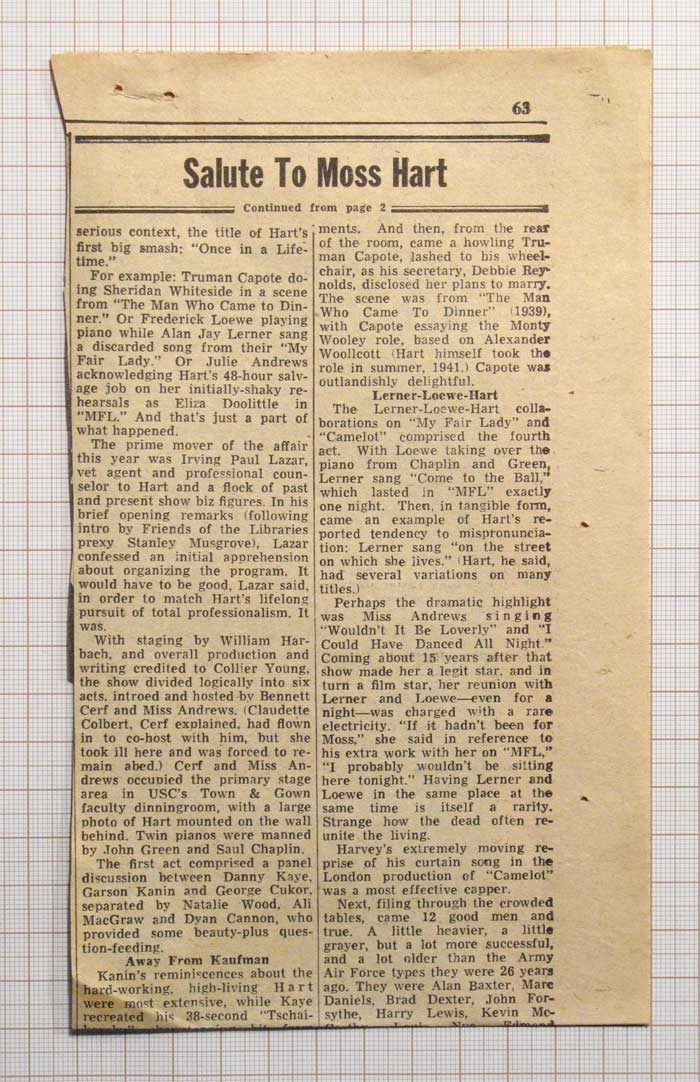 63
Salute To Moss Hart
Continued from page 2
serious context, the title of Hart's
first big smash: "Once in a Life-
time."
For example: Truman Capote do-
ing Sheridan Whiteside in a scene
from "The Man Who Came to Din-
ner." Or Frederick Loewe playing
piano while Alan Jay Lerner sang
a discarded song from their "My
Fair Lady." Or Julie Andrews
acknowledging Hart's 48-hour salv-
age job on her initially-shaky re-
hearsals as Eliza Doolittle in
"MFL." And that's just a part of
what happened.
The prime mover of the affair
this year was Irving Paul Lazar,
vet agent and professional coun-
selor to Hart and a flock of past
and present show biz figures. In his
brief opening remarks (following
intro by Friends of the Libraries
prexy Stanley Musgrove), Lazar
confessed an initial apprehension
about organizing the program. It
would have to be good, Lazar said,
in order to match Hart's lifelong
pursuit of total professionalism. It
was.
With staging by William Har-
bach, and overall production and
writing credited to Collier Young,
the show divided logically into six
acts, introed and hosted by Bennett
Cerf and Miss Andrews. (Claudette
Colbert, Cerf explained, had flown
in to co-host with him, but she
took ill here and was forced to re-
main abed.) Cerf and Miss An-
drews occupied the primary stage
area in USC's Town & Gown
faculty dinningroom, with a large
photo of Hart mounted on the wall
behind. Twin pianos were manned
by John Green and Saul Chaplin.
The first act comprised a panel
discussion between Danny Kaye,
Garson Kanin and George Cukor,
separated by Natalie Wood, Ali
MacGraw and Dyan Cannon, who
provided some beauty-plus ques-
tion-feeding.
Away From Kaufman
Kanin's reminiscences about the
hard-working, high-living Hart
were most extensive, while Kaye
recreated his 38-second "Tschai-
ments. And then, from the rear
of the room, came a howling Tru-
man Capote, lashed to his wheel-
chair, as his secretary, Debbie Rey-
nolds, disclosed her plans to marry.
The scene was from "The Man
Who Came To Dinner" (1939),
with Capote essaying the Monty
Wooley role, based on Alexander
Woollcott (Hart himself took the
role in summer, 1941.) Capote was
outlandishly delightful.
Lerner-Loewe-Hart
The Lerner-Loewe-Hart colla-
borations on "My Fair Lady" and
"Camelot" comprised the fourth
act. With Loewe taking over the
piano from Chaplin and Green,
Lerner sang "Come to the Ball,"
which lasted in "MFL" exactly
one night. Then, in tangible form,
came an example of Hart's re-
ported tendency to mispronuncia-
tion: Lerner sang "on the street
on which she lives." (Hart, he said,
had several variations on many
titles.)
Perhaps the dramatic highlight
was Miss Andrews singing
"Wouldn't It Be Loverly" and "I
Could Have Danced All Night."
Coming about 15 years after that
show made her a legit star, and in
turn a film star, her reunion with
Lerner and Loewe—even for a
night—was charged with a rare
electricity. "If it hadn't been for
Moss," she said in reference to
his extra work with her on "MFL,"
"I probably wouldn't be sitting
here tonight." Having Lerner and
Loewe in the same place at the
same time is itself a rarity.
Strange how the dead often re-
unite the living.
Harvey's extremely moving re-
prise of his curtain song in the
London production of "Camelot"
was a most effective capper.
Next, filing through the crowded
tables, came 12 good men and
true. A little heavier, a little
grayer, but a lot more successful,
and a lot older than the Army
Air Force types they were 26 years
ago. They were Alan Baxter, Marc
Daniels, Brad Dexter, John For-
sythe, Harry Lewis, Kevin Mc-